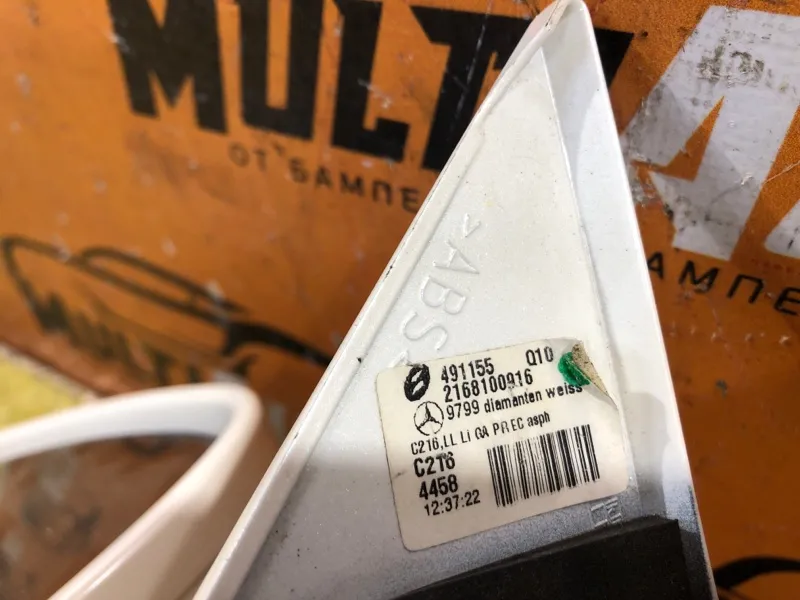 MULTI
ОТ БАМПЕ
АМПЕ
>ABS<
491155 Q10
2168100916
9799 diamanten weiss
C216,LL Li GA PR EC asph
C216
4458
12:37:22